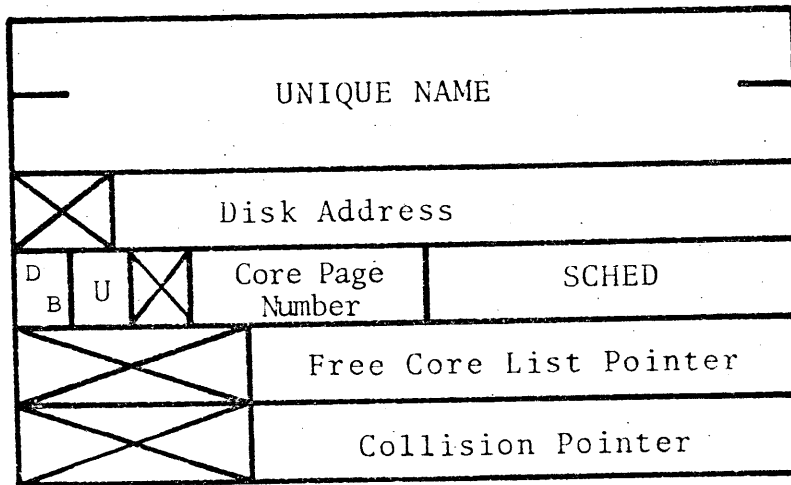 UNIQUE NAME
Disk Address
D
B
U
Core Page
Number
SCHED
Free Core List Pointer
Collision Pointer